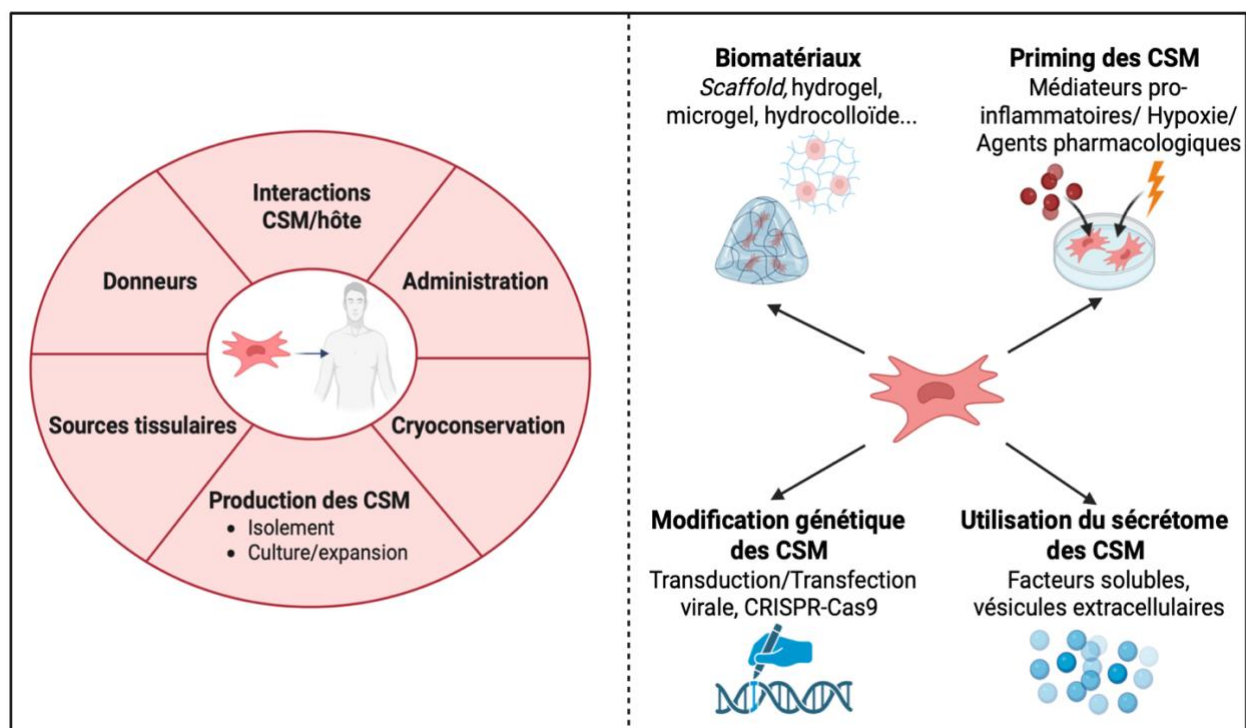 Interactions
CSM/hôte
Donneurs
Administration
Sources tissulaires
Cryoconservation
Production des CSM
• Isolement
• Culture/expansion
Biomatériaux
Scaffold, hydrogel,
microgel, hydrocolloïde...
Priming des CSM
Médiateurs pro-
inflammatoires/ Hypoxie/
Agents pharmacologiques
Modification génétique
des CSM
Transduction/Transfection
virale, CRISPR-Cas9
Utilisation du sécrétome
des CSM
Facteurs solubles,
vésicules extracellulaires